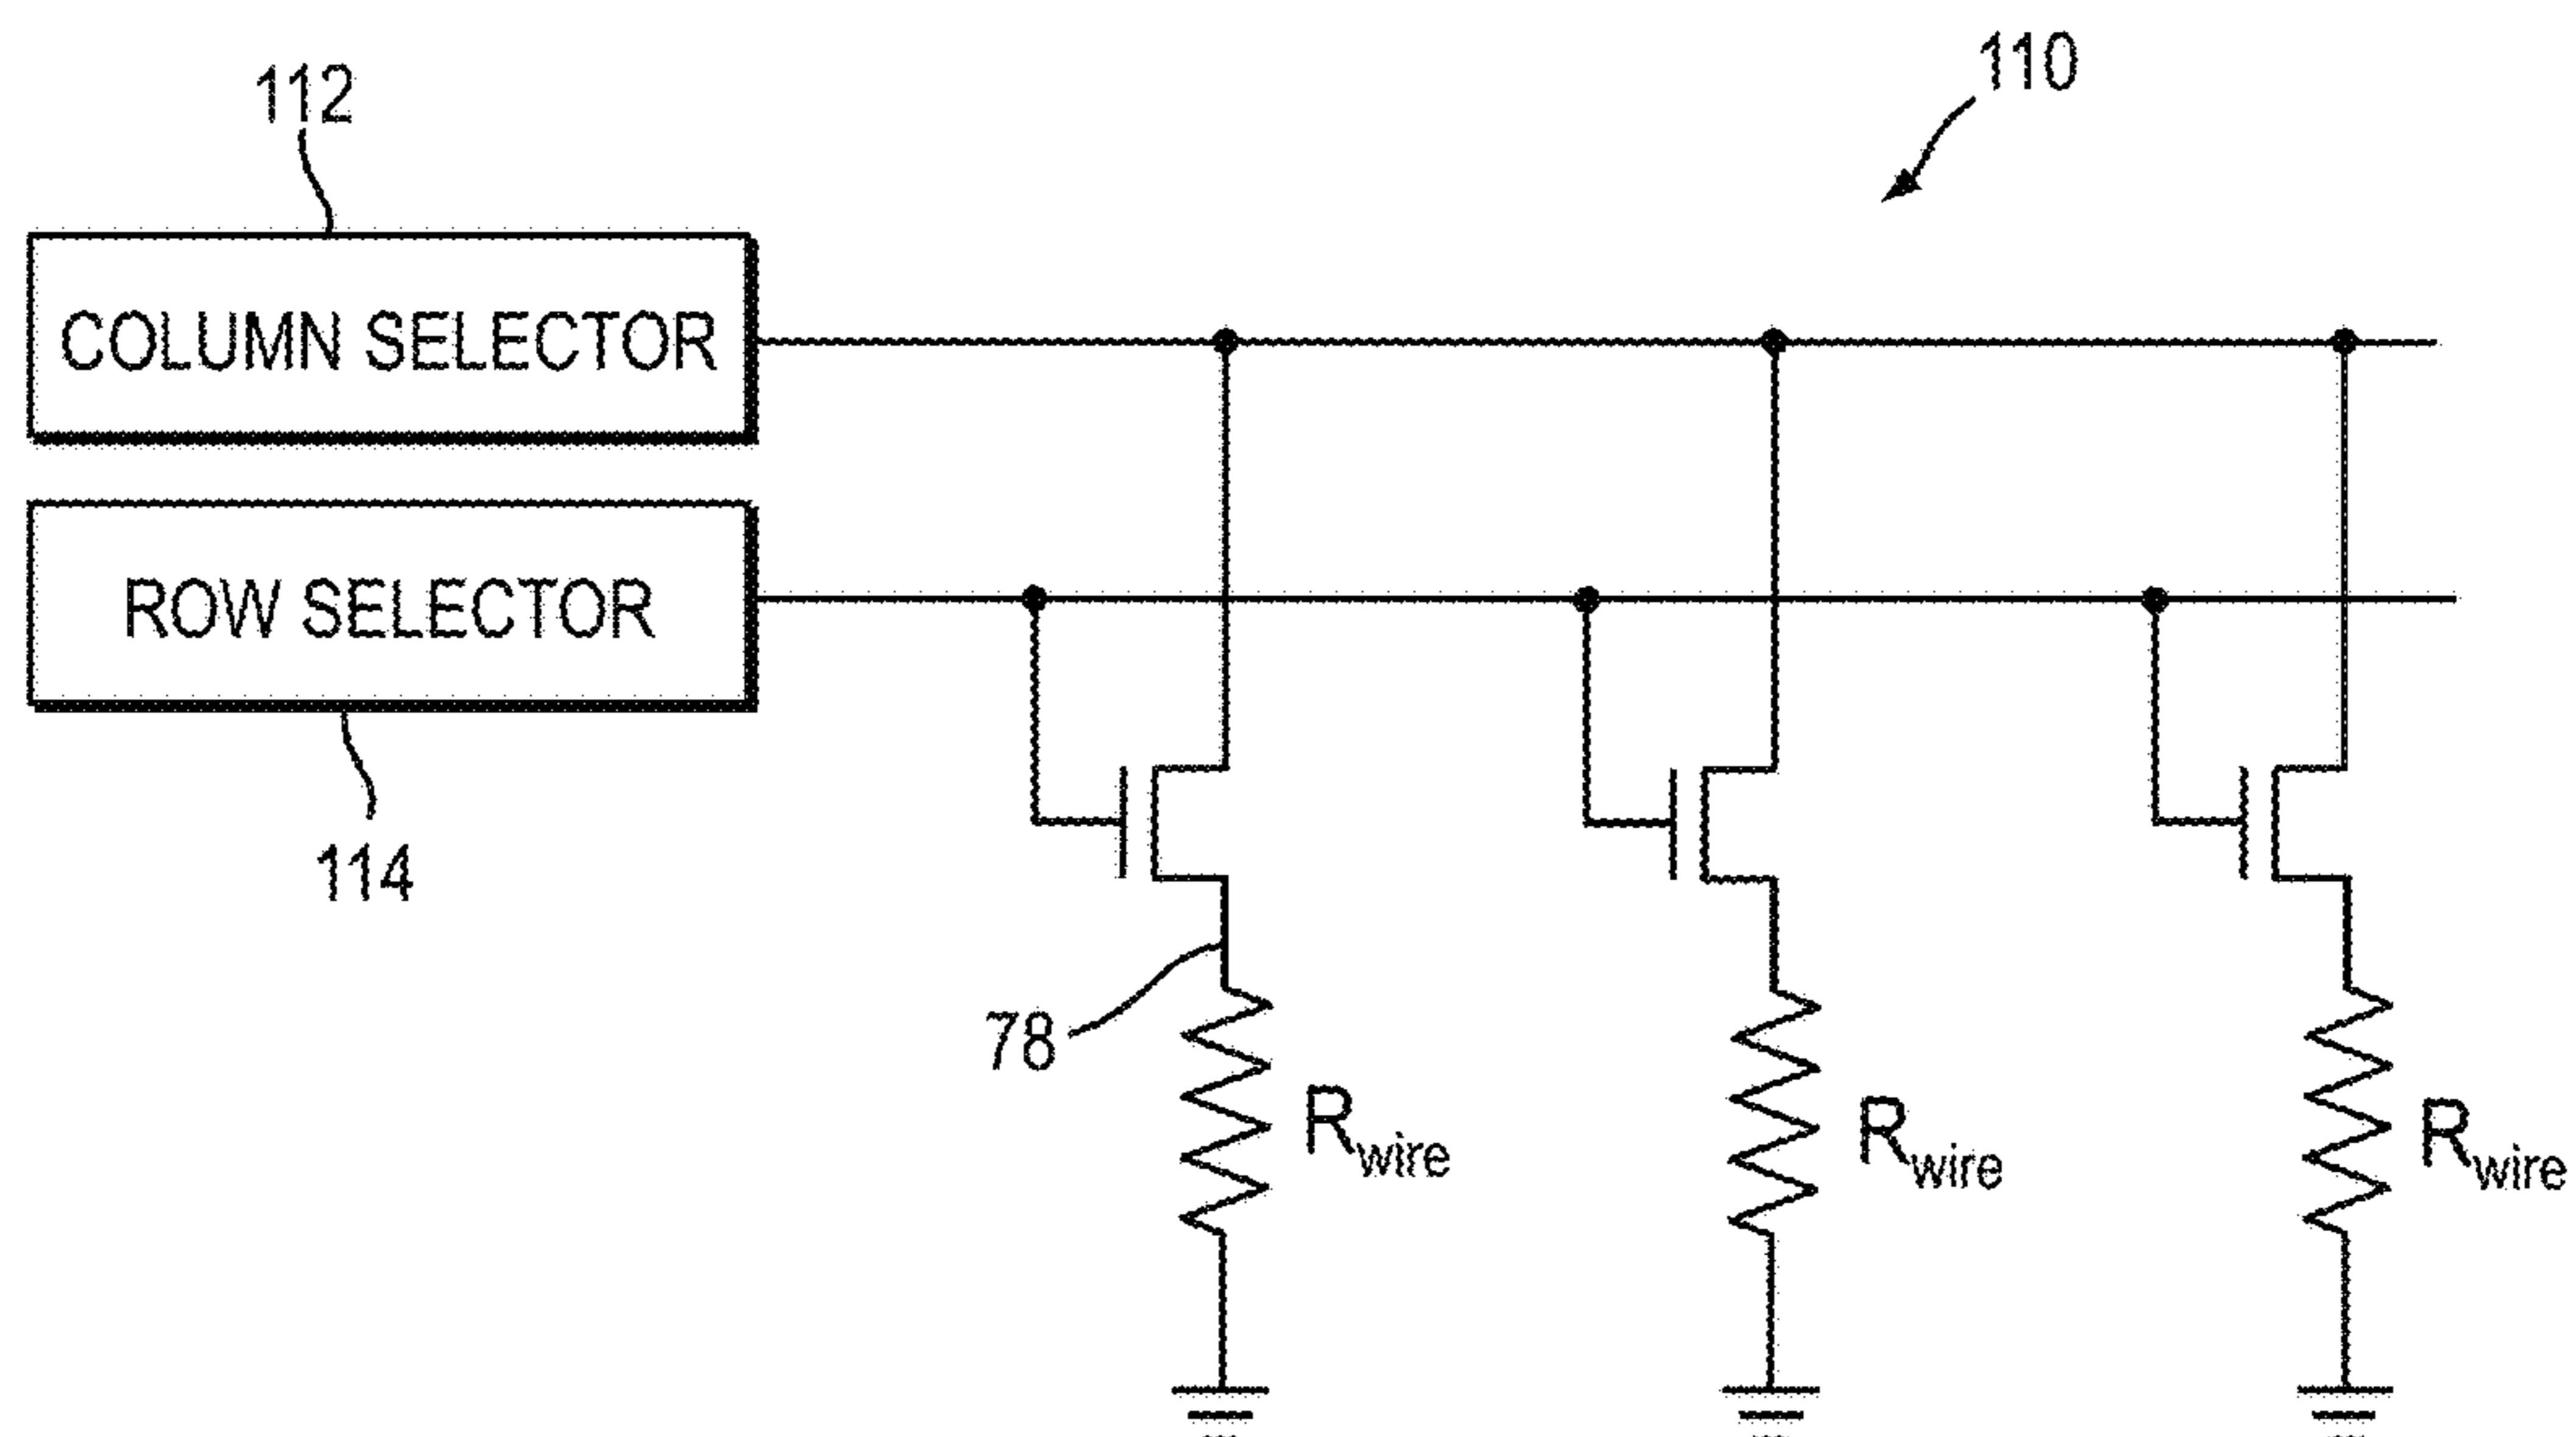 110
112
COLUMN SELECTOR
ROW SELECTOR
114
78
Rwire
Rwire
Rwire